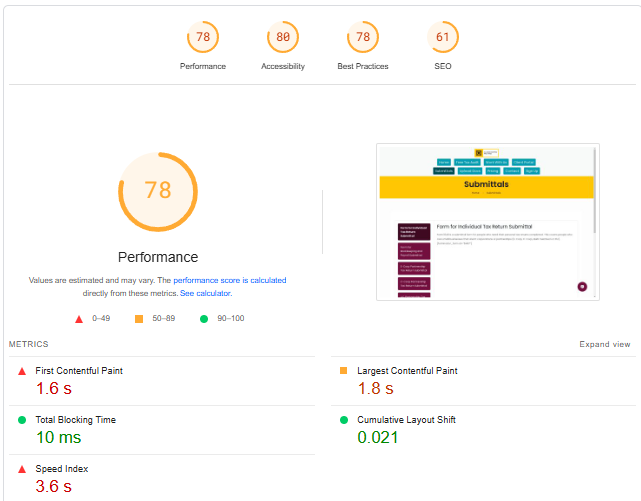 78
80
78
61
Performance
Accessibility
Best Practices
SEO
78
Performance
Values are estimated and may vary. The performance score is calculated
directly from these metrics. See calculator.
0–49
50–89
90–100
Submittals
Form for Individual Tax Return Submittal
METRICS
Expand view
First Contentful Paint
1.6 s
Largest Contentful Paint
1.8 s
Total Blocking Time
10 ms
Cumulative Layout Shift
0.021
Speed Index
3.6 s